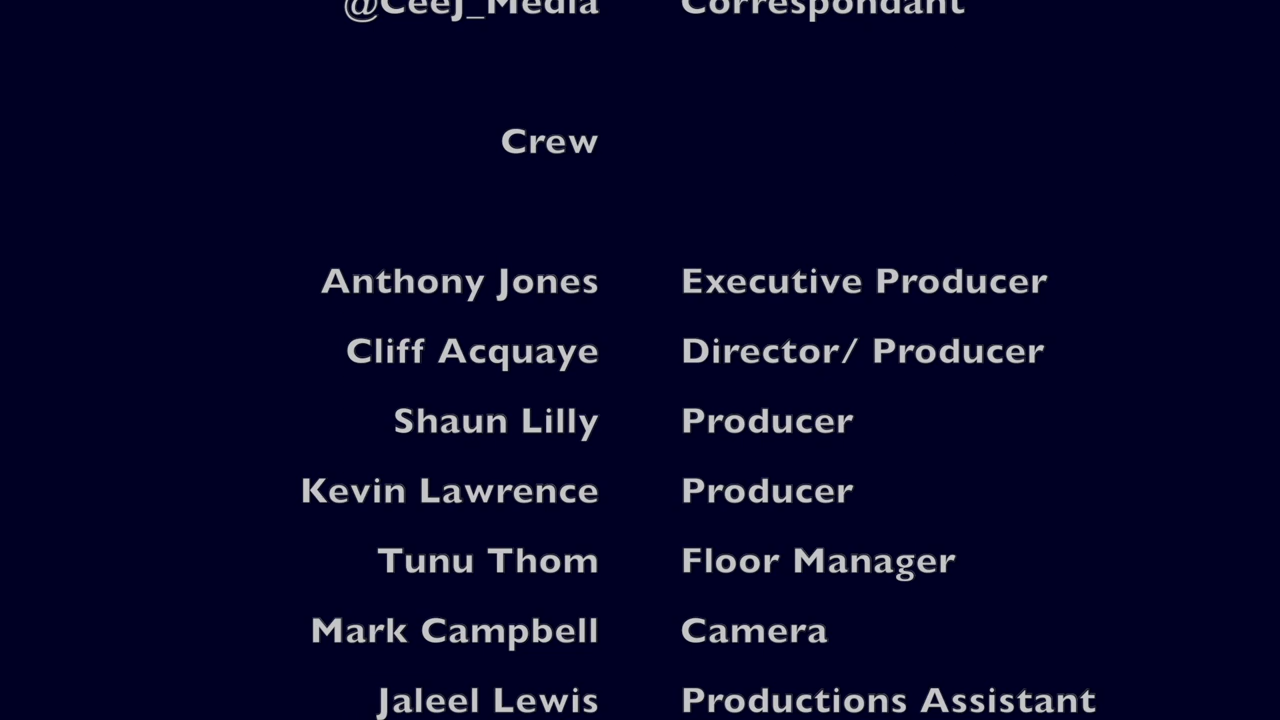 @CeeJ_Media Correspondant
Crew
Anthony Jones Executive Producer
Cliff Acquaye Director/ Producer
Shaun Lilly Producer
Kevin Lawrence Producer
Tunu Thom Floor Manager
Mark Campbell Camera
Jaleel Lewis Productions Assistant